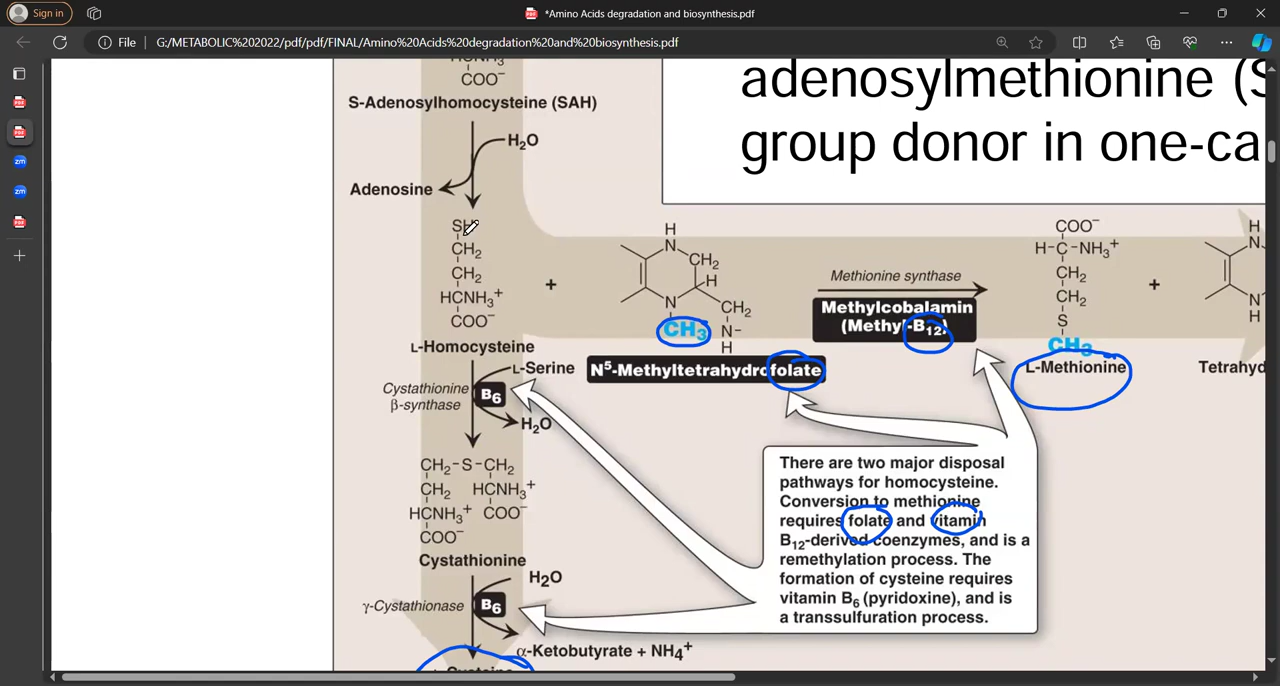 Sign in
*Amino Acids degradation and biosynthesis.pdf
File
G:/METABOLIC%202022/pdf/pdf/FINAL/Amino%20Acids%20degradation%20and%20biosynthesis.pdf
zm
zm
COO⁻
S-Adenosylhomocysteine (SAH)
H₂O
Adenosine
adenosylmethionine (S
group donor in one-ca
SH
CH₂
CH₂
HCNH₃⁺
COO⁻
L-Homocysteine
+
H
N
CH₂
H
N
CH₂
CH₃
N–
H
N⁵-Methyltetrahydrofolate
Methionine synthase
Methylcobalamin
(Methyl-B₁₂)
COO⁻
H–C–NH₃⁺
CH₂
CH₂
S
CH₃
L-Methionine
+
H
N
N
H
Tetrahyd
L-Serine
Cystathionine
β-synthase
B₆
H₂O
CH₂–S–CH₂
CH₂ HCNH₃⁺
HCNH₃⁺ COO⁻
COO⁻
Cystathionine
H₂O
γ-Cystathionase
B₆
α-Ketobutyrate + NH₄⁺
There are two major disposal
pathways for homocysteine.
Conversion to methionine
requires folate and vitamin
B₁₂-derived coenzymes, and is a
remethylation process. The
formation of cysteine requires
vitamin B₆ (pyridoxine), and is
a transsulfuration process.